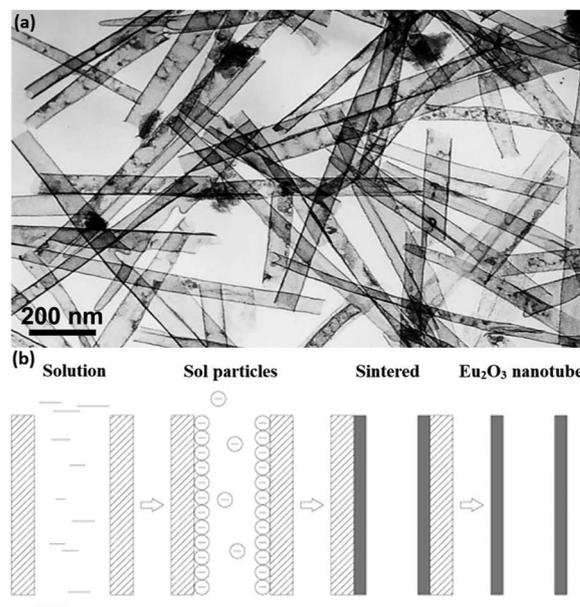 (a)
200 nm
(b)
Solution Sol particles Sintered Eu₂O₃ nanotube